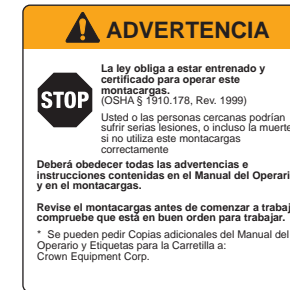 ADVERTENCIA
STOP
La ley obliga a estar entrenado y
certificado para operar este
montacargas.
(OSHA § 1910.178, Rev. 1999)
Usted o las personas cercanas podrían
sufrir serias lesiones, o incluso la muerte
si no utiliza este montacargas
correctamente
Deberá obedecer todas las advertencias e
instrucciones contenidas en el Manual del Operari
y en el montacargas.
Revise el montacargas antes de comenzar a trabaj
compruebe que está en buen orden para trabajar.
* Se pueden pedir Copias adicionales del Manual del
Operario y Etiquetas para la Carretilla a:
Crown Equipment Corp.